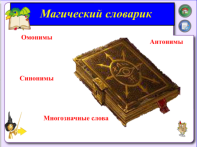 Магический словарик
Омонимы
Антонимы
Синонимы
Многозначные слова